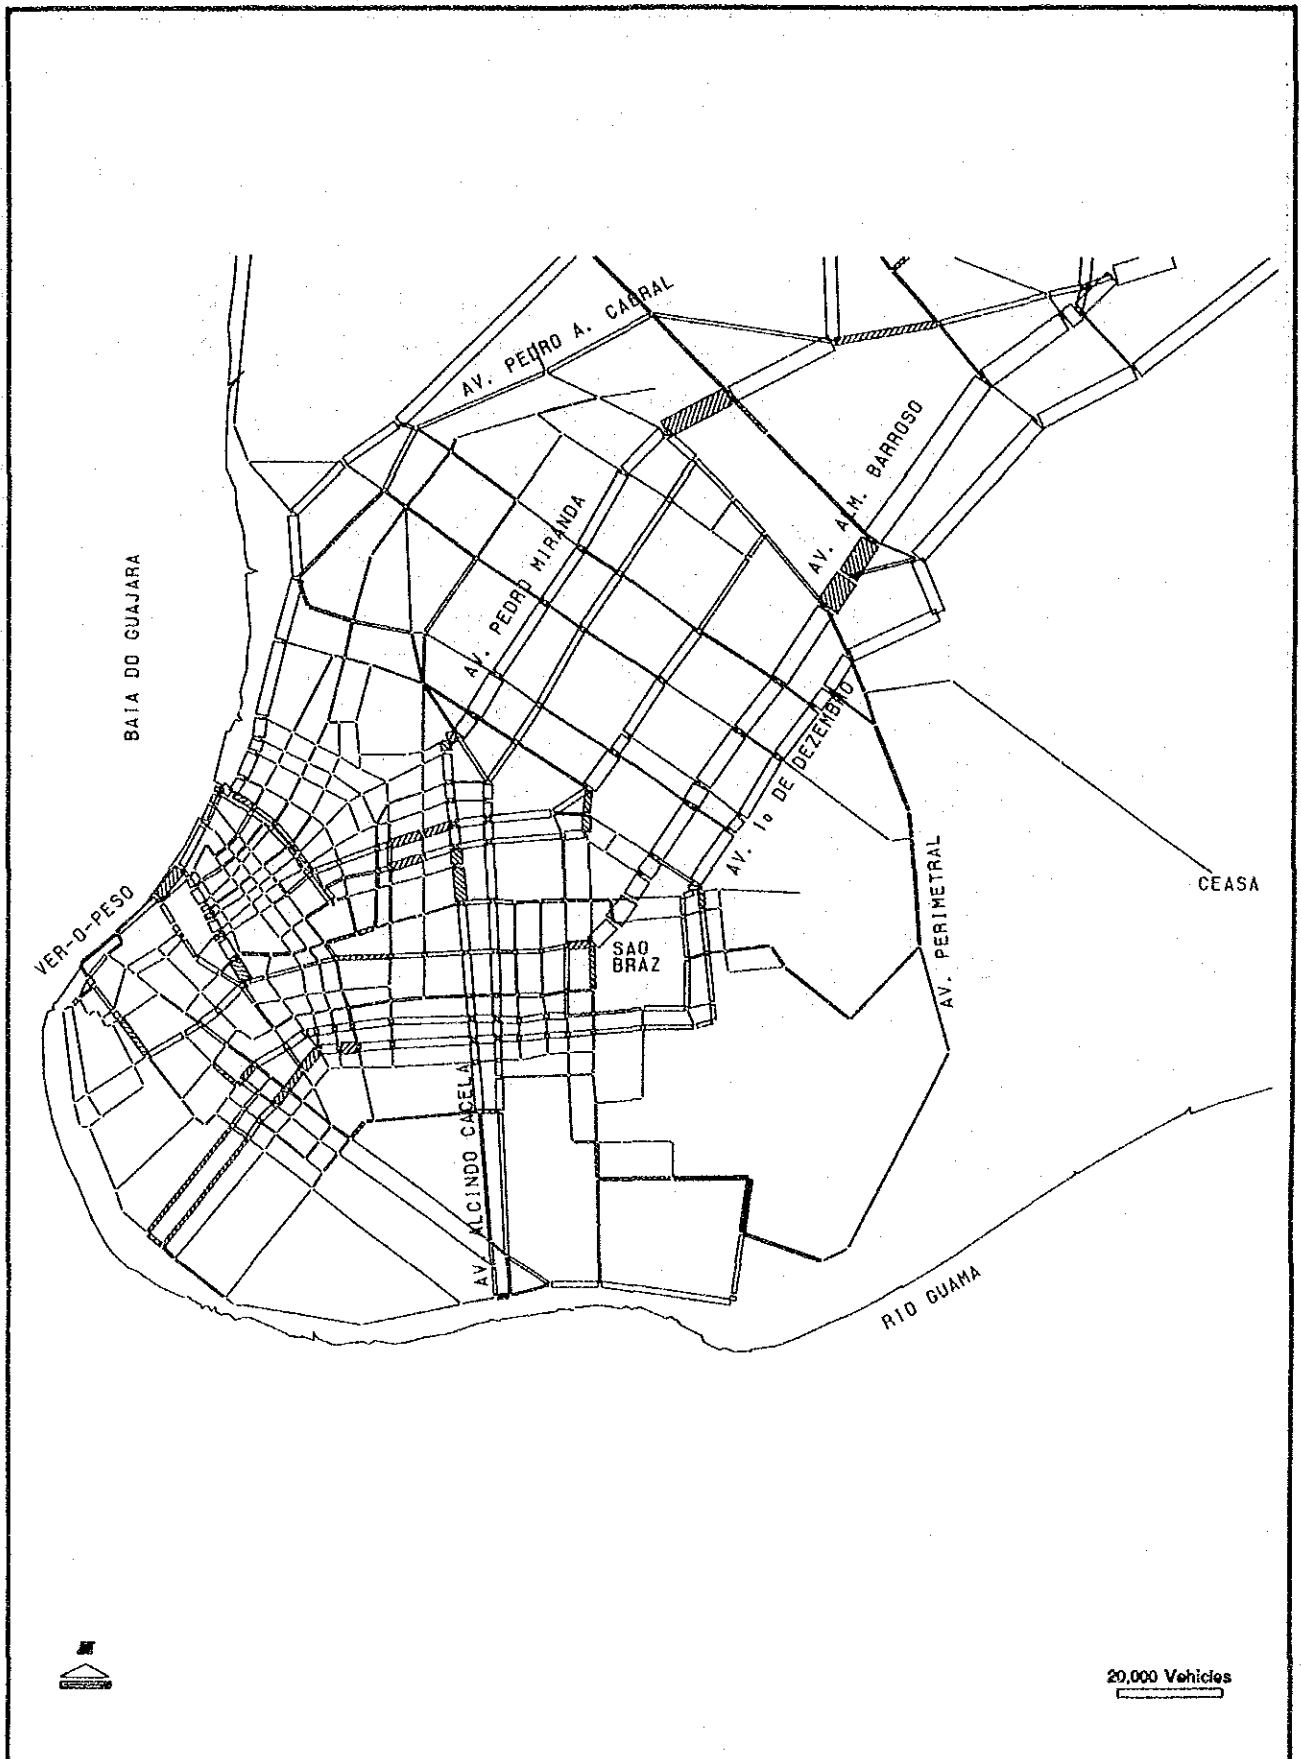 AV. PEDRO A. CABRAL
AV. ALM. BARROSO
AV. PEDRO MIRANDA
BAIA DO GUAJARA
AV. 1º DE DEZEMBRO
CEASA
VER-O-PESO
AV. PERIMETRAL
SAO
BRAZ
AV. ALCINDO CACELA
RIO GUAMA
N
20,000 Vehicles